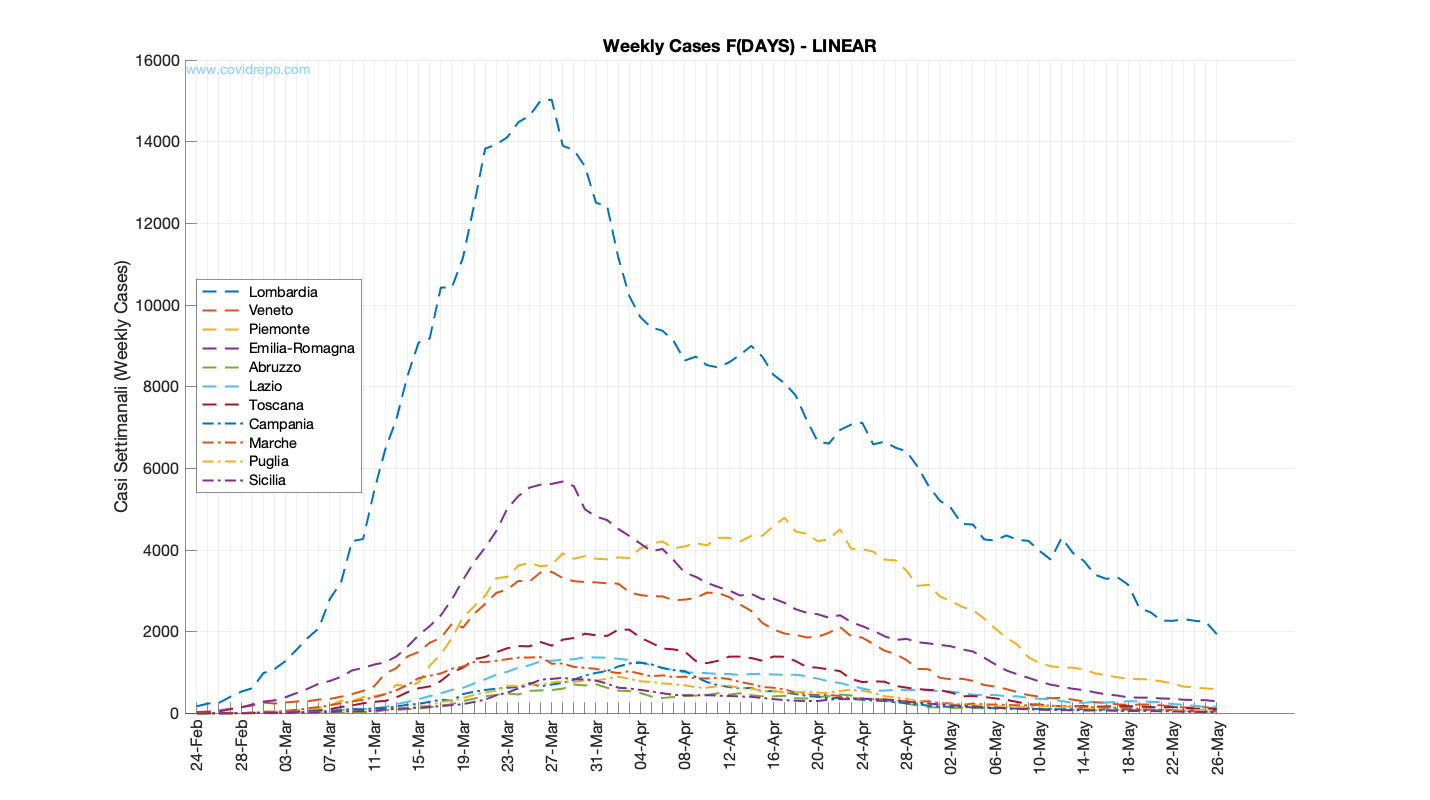 Weekly Cases F(DAYS) - LINEAR
www.covidrepo.com
Casi Settimanali (Weekly Cases)
16000
14000
12000
10000
8000
6000
4000
2000
0
Lombardia
Veneto
Piemonte
Emilia-Romagna
Abruzzo
Lazio
Toscana
Campania
Marche
Puglia
Sicilia
24-Feb
28-Feb
03-Mar
07-Mar
11-Mar
15-Mar
19-Mar
23-Mar
27-Mar
31-Mar
04-Apr
08-Apr
12-Apr
16-Apr
20-Apr
24-Apr
28-Apr
02-May
06-May
10-May
14-May
18-May
22-May
26-May